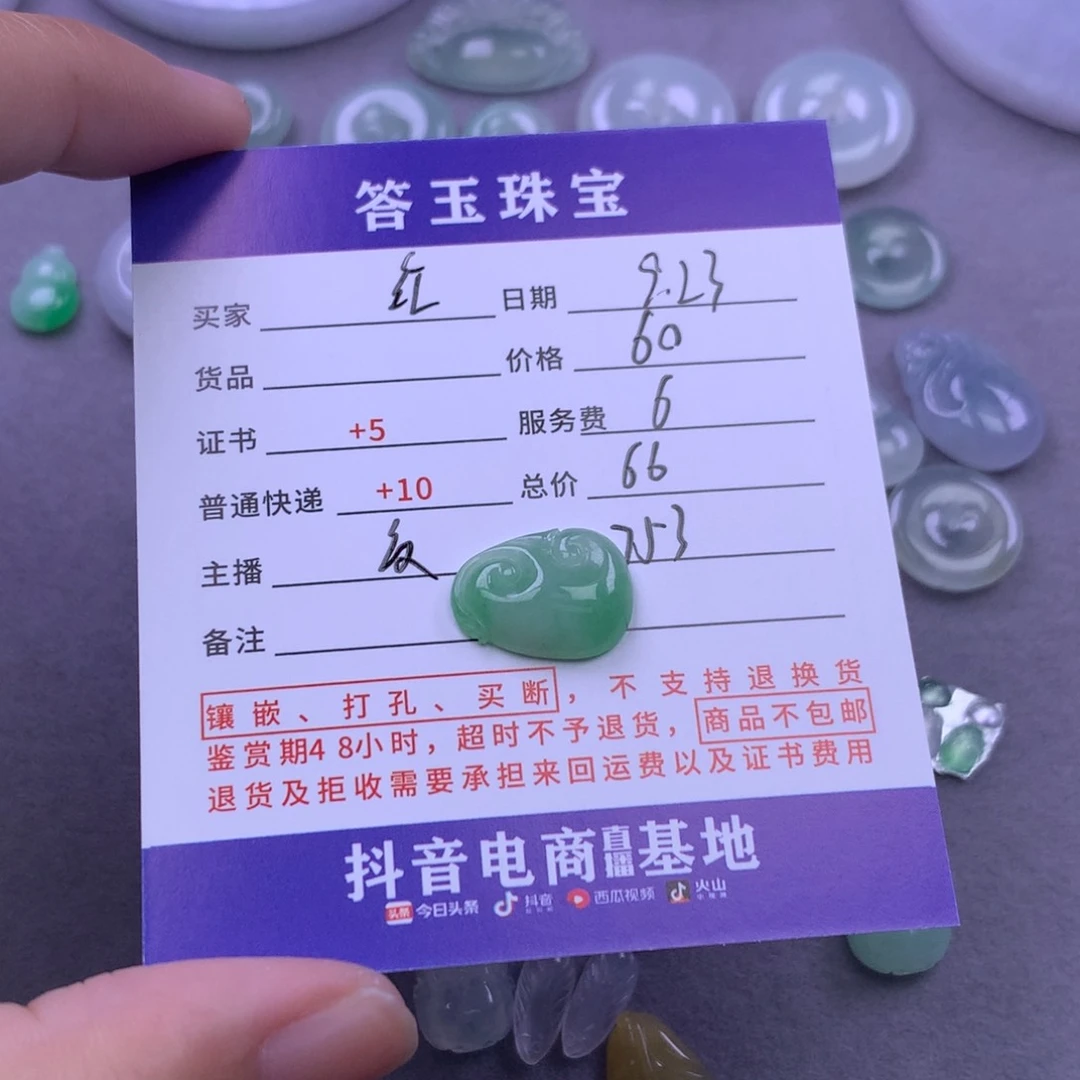 答玉珠宝
买家 红 日期 9.23
货品 价格 60
证书 +5 服务费 6
普通快递 +10 总价 66
主播 753
备注
镶嵌、打孔、买断，不支持退换货
鉴赏期48小时，超时不予退货，商品不包邮
退货及拒收需要承担来回运费以及证书费用
抖音电商直播基地
头条 今日头条 抖音 西瓜视频 火山